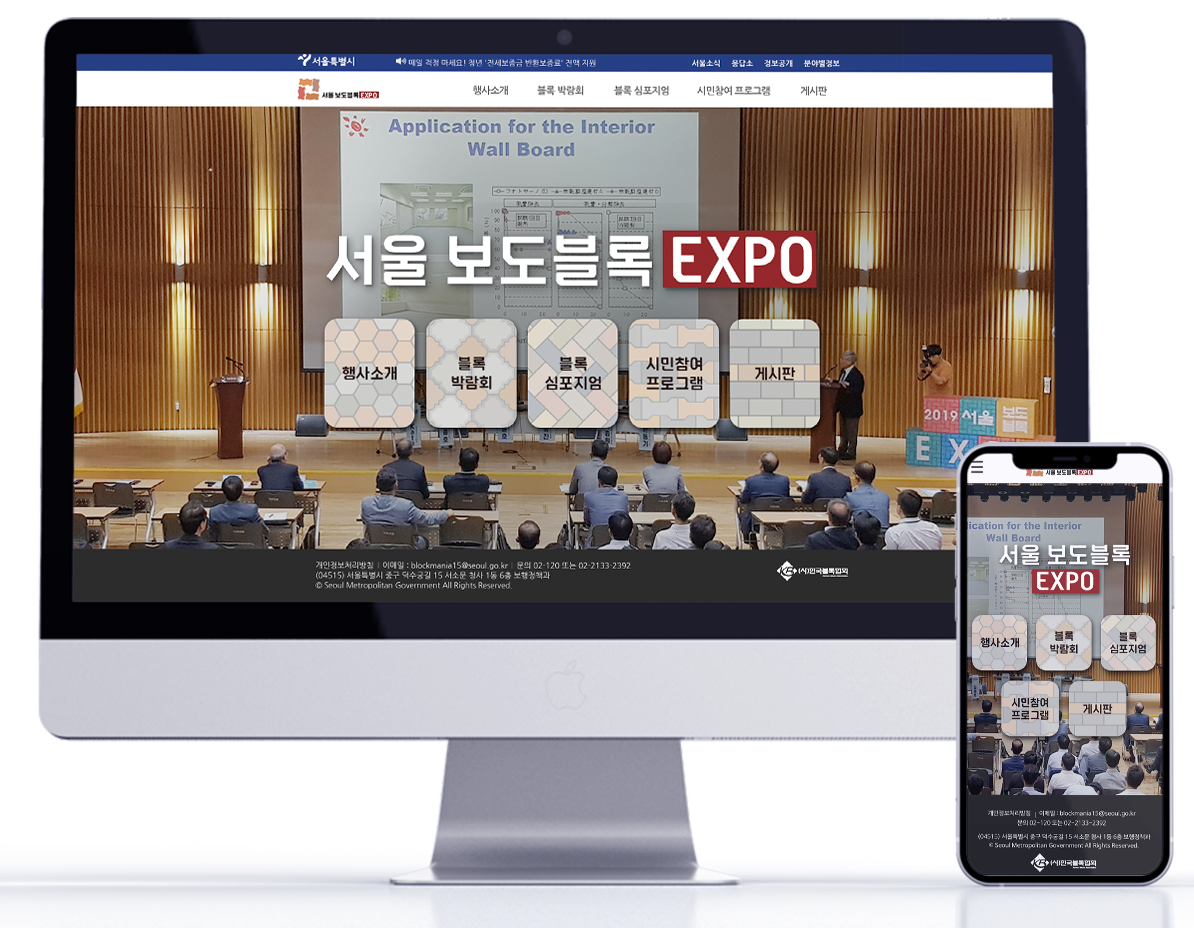 서울특별시
매일 걱정 마세요! 청년 '전세보증금 반환보증료' 전액 지원
서울소식 응답소 정보공개 분야별정보
서울 보도블록 EXPO
행사소개 블록 박람회 블록 심포지엄 시민참여 프로그램 게시판
Application for the Interior
Wall Board
서울 보도블록 EXPO
행사소개
블록
박람회
블록
심포지엄
시민참여
프로그램
게시판
2019 서울 보도
EX
개인정보처리방침 | 이메일 : blockmania15@seoul.go.kr | 문의 02-120 또는 02-2133-2392
(04515) 서울특별시 중구 덕수궁길 15 서소문 청사 1동 6층 보행정책과
© Seoul Metropolitan Government All Rights Reserved.
(사)한국블록협회
서울 보도블록 EXPO
lication for the Interior
Wall Board
서울 보도블록
EXPO
행사소개
블록
박람회
블록
심포지엄
시민참여
프로그램
게시판
개인정보처리방침 | 이메일 : blockmania15@seoul.go.kr
문의 02-120 또는 02-2133-2392
(04515) 서울특별시 중구 덕수궁길 15 서소문 청사 1동 6층 보행정책과
© Seoul Metropolitan Government All Rights Reserved.
(사)한국블록협회